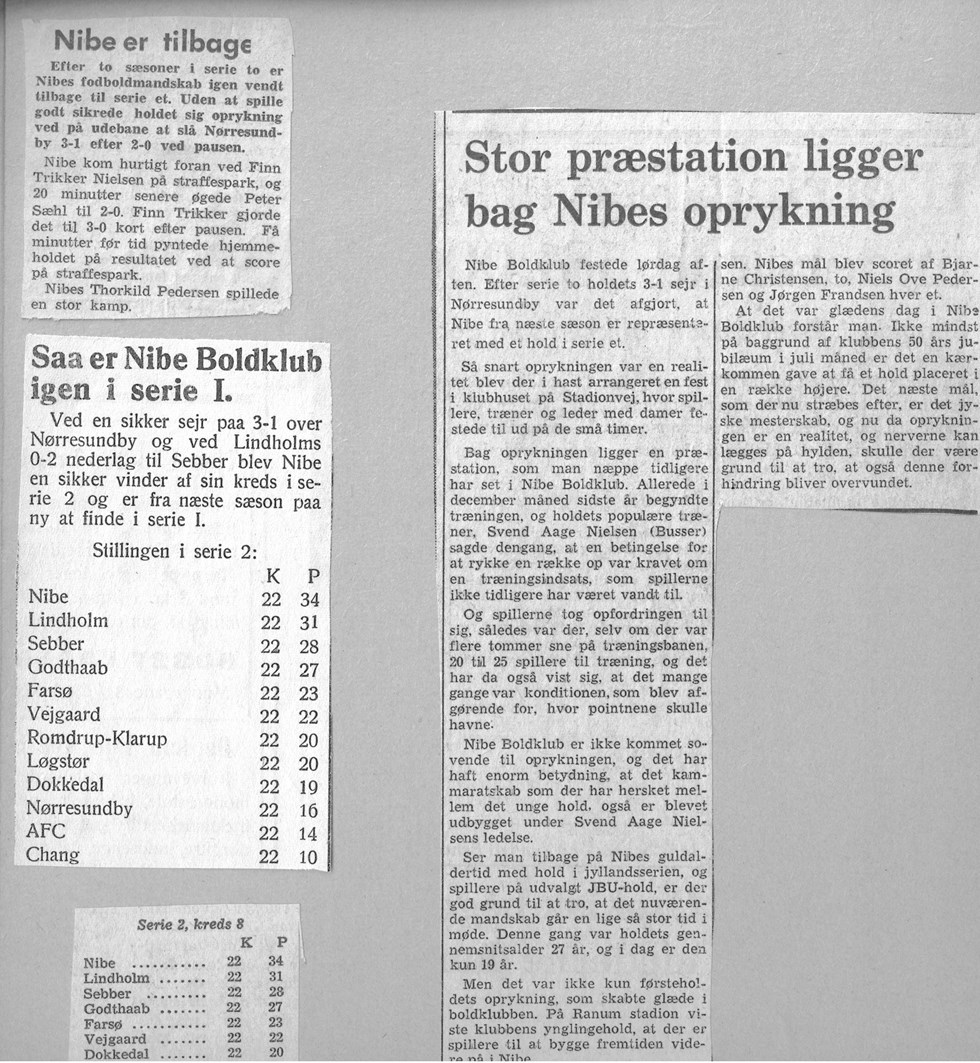 Nibe er tilbage
Efter to sæsoner i serie to er
Nibes fodboldmandskab igen vendt
tilbage til serie et. Uden at spille
godt sikrede holdet sig oprykning
ved på udebane at slå Nørresund-
by 3-1 efter 2-0 ved pausen.
Nibe kom hurtigt foran ved Finn
Trikker Nielsen på straffespark, og
20 minutter senere øgede Peter
Sæhl til 2-0. Finn Trikker gjorde
det til 3-0 kort efter pausen. Få
minutter før tid pyntede hjemme-
holdet på resultatet ved at score
på straffespark.
Nibes Thorkild Pedersen spillede
en stor kamp.
Saa er Nibe Boldklub
igen i serie I.
Ved en sikker sejr paa 3-1 over
Nørresundby og ved Lindholms
0-2 nederlag til Sebber blev Nibe
en sikker vinder af sin kreds i se-
rie 2 og er fra næste sæson paa
ny at finde i serie I.
Stillingen i serie 2:
K P
Nibe 22 34
Lindholm 22 31
Sebber 22 28
Godthaab 22 27
Farsø 22 23
Vejgaard 22 22
Romdrup-Klarup 22 20
Løgstør 22 20
Dokkedal 22 19
Nørresundby 22 16
AFC 22 14
Chang 22 10
Serie 2, kreds 8
K P
Nibe ........... 22 34
Lindholm ....... 22 31
Sebber ......... 22 28
Godthaab ....... 22 27
Farsø ........... 22 23
Vejgaard ....... 22 22
Dokkedal ....... 22 20
Stor præstation ligger
bag Nibes oprykning
Nibe Boldklub festede lørdag af-
ten. Efter serie to holdets 3-1 sejr i
Nørresundby var det afgjort, at
Nibe fra næste sæson er repræsente-
ret med et hold i serie et.
Så snart oprykningen var en reali-
tet blev der i hast arrangeret en fest
i klubhuset på Stadionvej, hvor spil-
lere, træner og leder med damer fe-
stede til ud på de små timer.
Bag oprykningen ligger en præ-
station, som man næppe tidligere
har set i Nibe Boldklub. Allerede i
december måned sidste år begyndte
træningen, og holdets populære træ-
ner, Svend Aage Nielsen (Busser)
sagde dengang, at en betingelse for
at rykke en række op var kravet om
en træningsindsats, som spillerne
ikke tidligere har været vandt til.
Og spillerne tog opfordringen til
sig, således var der, selv om der var
flere tommer sne på træningsbanen,
20 til 25 spillere til træning, og det
har da også vist sig, at det mange
gange var konditionen, som blev af-
gørende for, hvor pointnene skulle
havne.
Nibe Boldklub er ikke kommet so-
vende til oprykningen, og det har
haft enorm betydning, at det kam-
maratskab som der har hersket mel-
lem det unge hold, også er blevet
udbygget under Svend Aage Niel-
sens ledelse.
Ser man tilbage på Nibes guldal-
dertid med hold i jyllandsserien, og
spillere på udvalgt JBU-hold, er der
god grund til at tro, at det nuværen-
de mandskab går en lige så stor tid i
møde. Denne gang var holdets gen-
nemsnitsalder 27 år, og i dag er den
kun 19 år.
Men det var ikke kun førstehol-
dets oprykning, som skabte glæde i
boldklubben. På Ranum stadion vi-
ste klubbens ynglingehold, at der er
spillere til at bygge fremtiden vide-
re på i Nibe
sen. Nibes mål blev scoret af Bjar-
ne Christensen, to, Niels Ove Peder-
sen og Jørgen Frandsen hver et.
At det var glædens dag i Nibe
Boldklub forstår man. Ikke mindst
på baggrund af klubbens 50 års ju-
bilæum i juli måned er det en kær-
kommen gave at få et hold placeret i
en række højere. Det næste mål,
som der nu stræbes efter, er det jy-
ske mesterskab, og nu da opryknin-
gen er en realitet, og nerverne kan
lægges på hylden, skulle der være
grund til at tro, at også denne for-
hindring bliver overvundet.